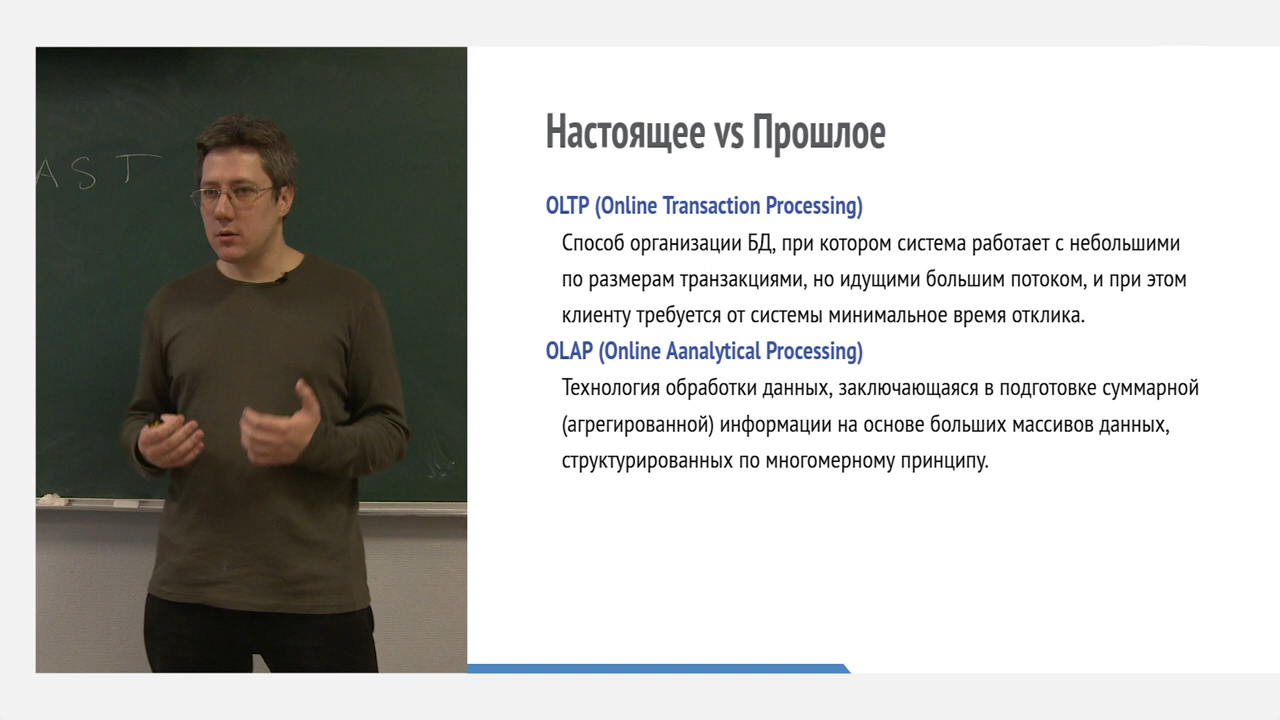 AST
Настоящее vs Прошлое
OLTP (Online Transaction Processing)
Способ организации БД, при котором система работает с небольшими
по размерам транзакциями, но идущими большим потоком, и при этом
клиенту требуется от системы минимальное время отклика.
OLAP (Online Aanalytical Processing)
Технология обработки данных, заключающаяся в подготовке суммарной
(агрегированной) информации на основе больших массивов данных,
структурированных по многомерному принципу.